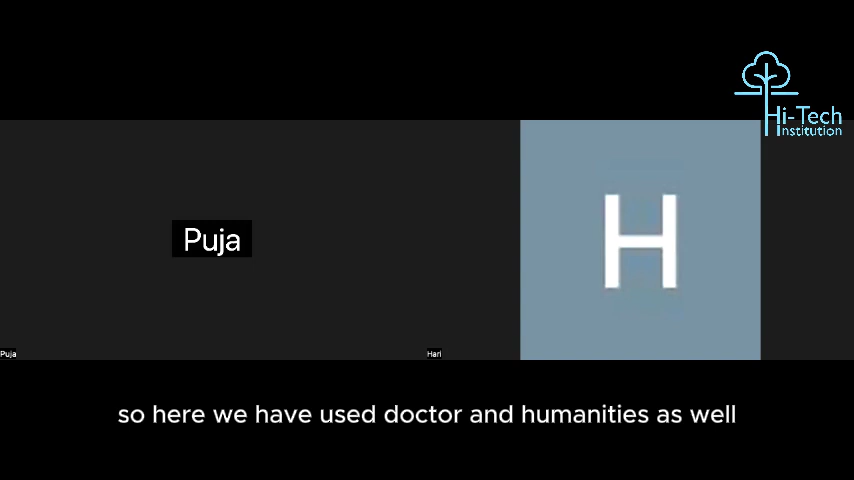 Hi-Tech
Institution
Puja
H
Puja
Hari
so here we have used doctor and humanities as well